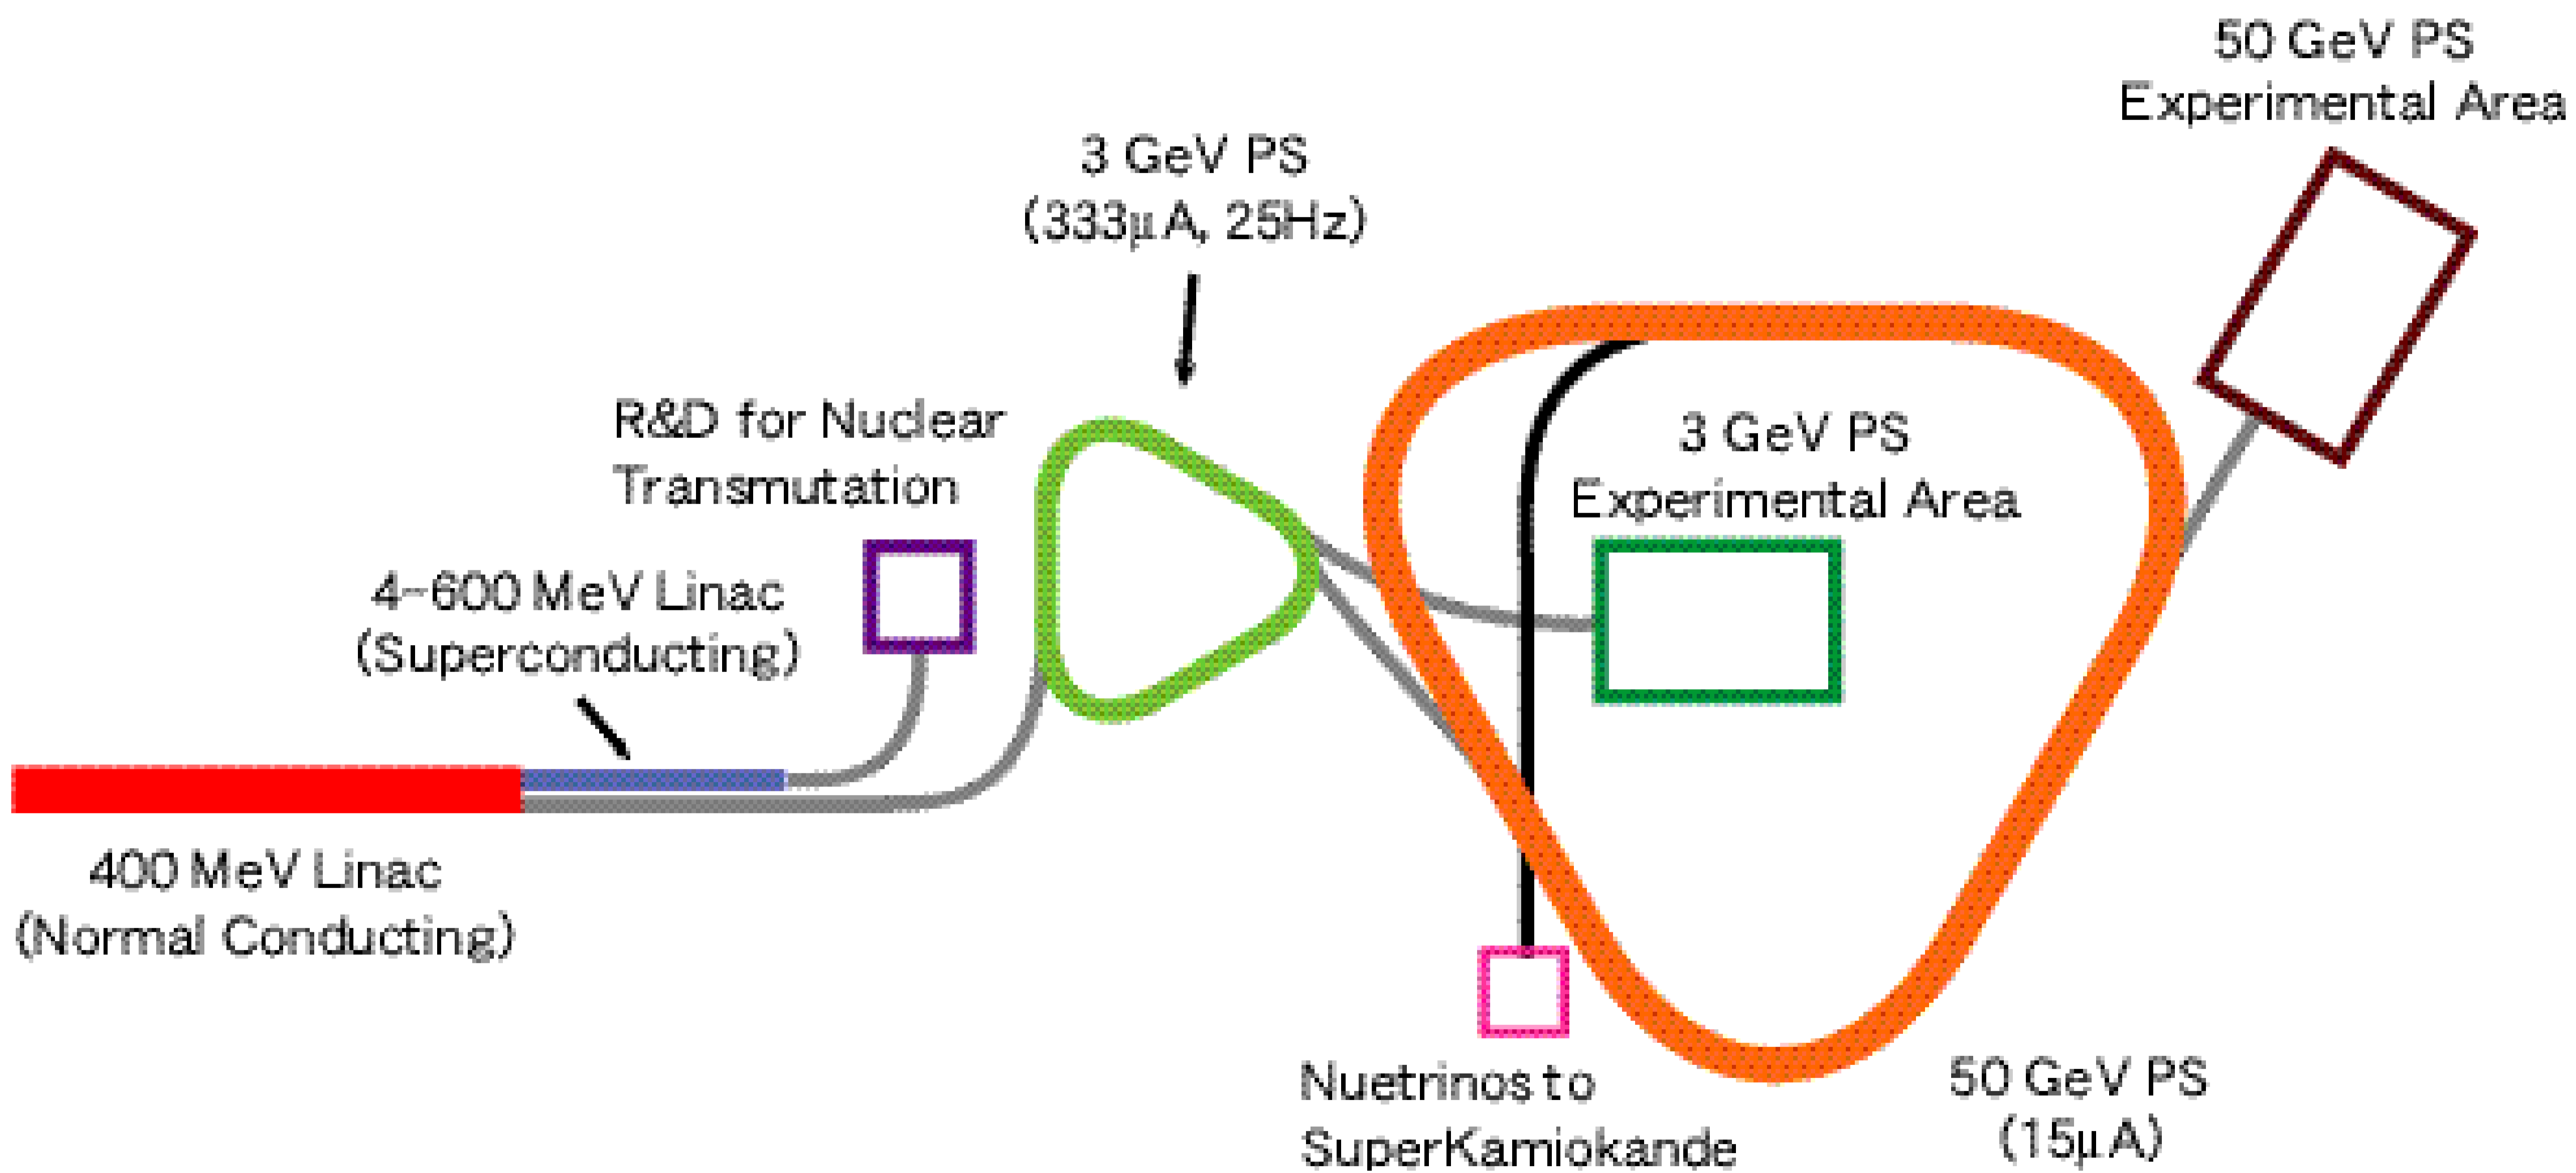 50 GeV PS
Experimental Area
3 GeV PS
(333μA, 25Hz)
R&D for Nuclear
Transmutation
3 GeV PS
Experimental Area
4-600 MeV Linac
(Superconducting)
400 MeV Linac
(Normal Conducting)
Nuetrinos to
SuperKamiokande
50 GeV PS
(15μA)